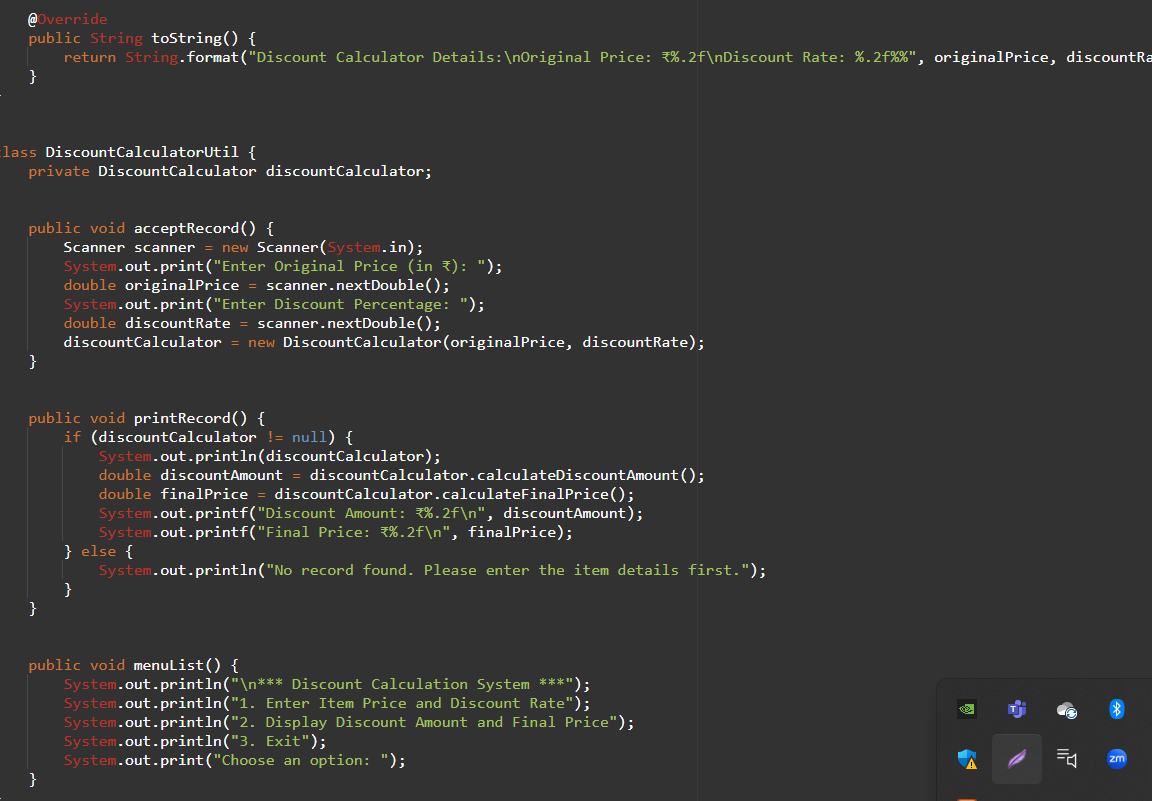 @Override
public String toString() {
return String.format("Discount Calculator Details:\nOriginal Price: ₹%.2f\nDiscount Rate: %.2f%%", originalPrice, discountRa
}
lass DiscountCalculatorUtil {
private DiscountCalculator discountCalculator;
public void acceptRecord() {
Scanner scanner = new Scanner(System.in);
System.out.print("Enter Original Price (in ₹): ");
double originalPrice = scanner.nextDouble();
System.out.print("Enter Discount Percentage: ");
double discountRate = scanner.nextDouble();
discountCalculator = new DiscountCalculator(originalPrice, discountRate);
}
public void printRecord() {
if (discountCalculator != null) {
System.out.println(discountCalculator);
double discountAmount = discountCalculator.calculateDiscountAmount();
double finalPrice = discountCalculator.calculateFinalPrice();
System.out.printf("Discount Amount: ₹%.2f\n", discountAmount);
System.out.printf("Final Price: ₹%.2f\n", finalPrice);
} else {
System.out.println("No record found. Please enter the item details first.");
}
}
public void menuList() {
System.out.println("\n*** Discount Calculation System ***");
System.out.println("1. Enter Item Price and Discount Rate");
System.out.println("2. Display Discount Amount and Final Price");
System.out.println("3. Exit");
System.out.print("Choose an option: ");
}
zm